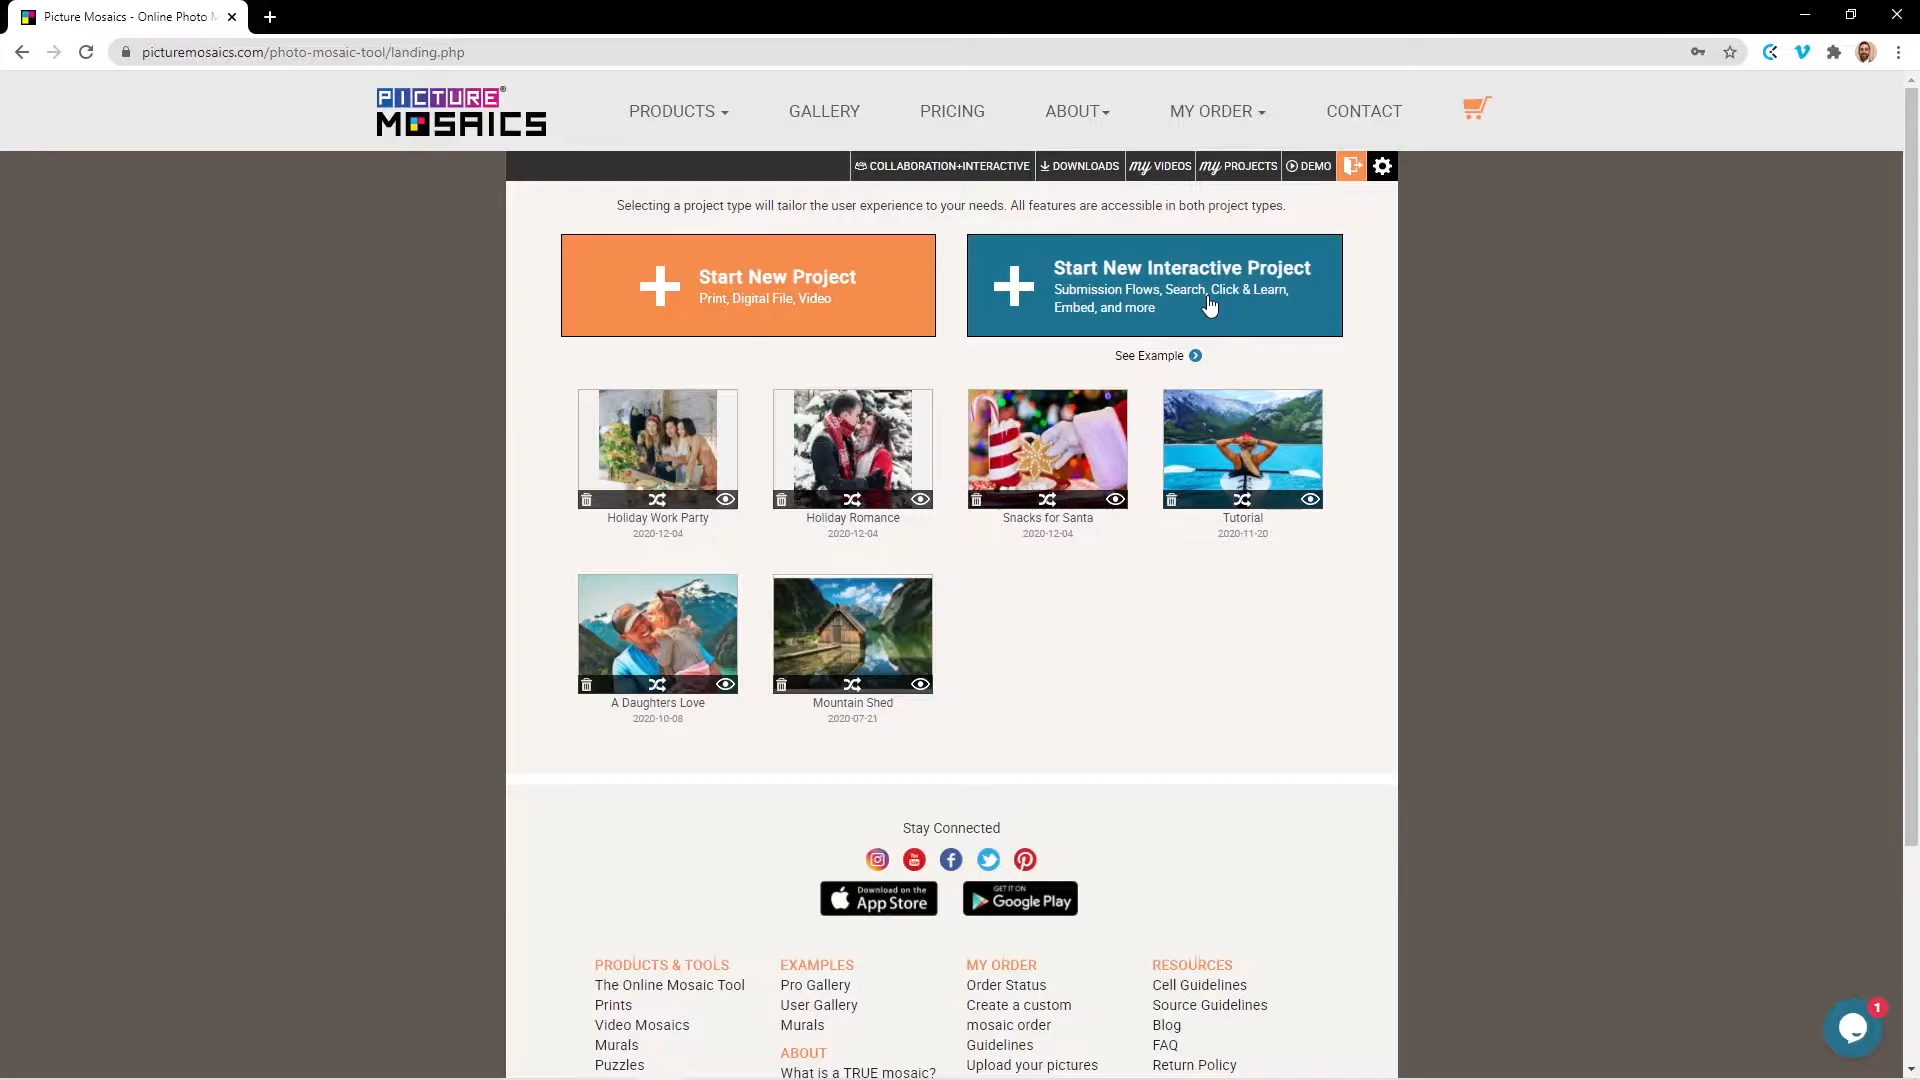 Picture Mosaics - Online Photo M
picturemosaics.com/photo-mosaic-tool/landing.php
PICTURE®
MOSAICS
PRODUCTS
GALLERY
PRICING
ABOUT
MY ORDER
CONTACT
COLLABORATION+INTERACTIVE
DOWNLOADS
my VIDEOS
my PROJECTS
DEMO
Selecting a project type will tailor the user experience to your needs. All features are accessible in both project types.
Start New Project
Print, Digital File, Video
Start New Interactive Project
Submission Flows, Search, Click & Learn,
Embed, and more
See Example
Holiday Work Party
2020-12-04
Holiday Romance
2020-12-04
Snacks for Santa
2020-12-04
Tutorial
2020-11-20
A Daughters Love
2020-10-08
Mountain Shed
2020-07-21
Stay Connected
Download on the
App Store
GET IT ON
Google Play
PRODUCTS & TOOLS
The Online Mosaic Tool
Prints
Video Mosaics
Murals
Puzzles
EXAMPLES
Pro Gallery
User Gallery
Murals
ABOUT
What is a TRUE mosaic?
MY ORDER
Order Status
Create a custom
mosaic order
Guidelines
Upload your pictures
RESOURCES
Cell Guidelines
Source Guidelines
Blog
FAQ
Return Policy
1